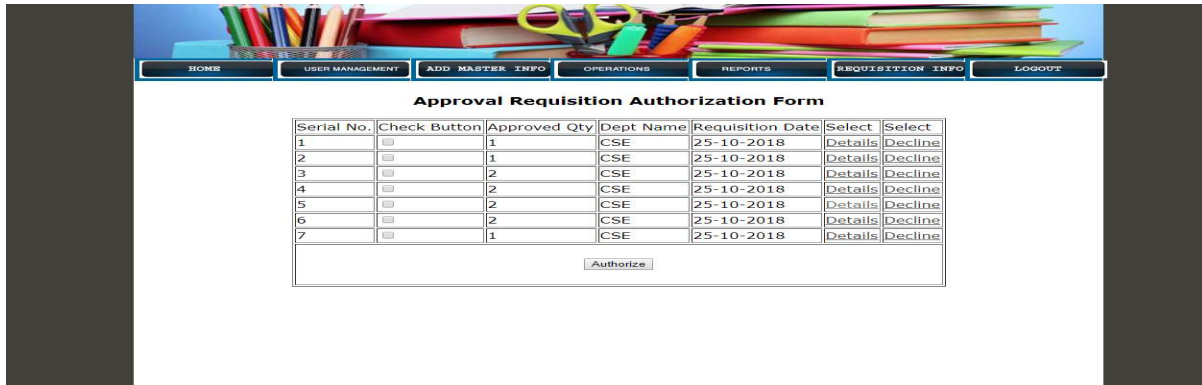 HOME USER MANAGEMENT ADD MASTER INFO OPERATIONS REPORTS REQUISITION INFO LOGOUT
Approval Requisition Authorization Form
Serial No. Check Button Approved Qty Dept Name Requisition Date Select Select
1 1 CSE 25-10-2018 Details Decline
2 1 CSE 25-10-2018 Details Decline
3 2 CSE 25-10-2018 Details Decline
4 2 CSE 25-10-2018 Details Decline
5 2 CSE 25-10-2018 Details Decline
6 2 CSE 25-10-2018 Details Decline
7 1 CSE 25-10-2018 Details Decline
Authorize